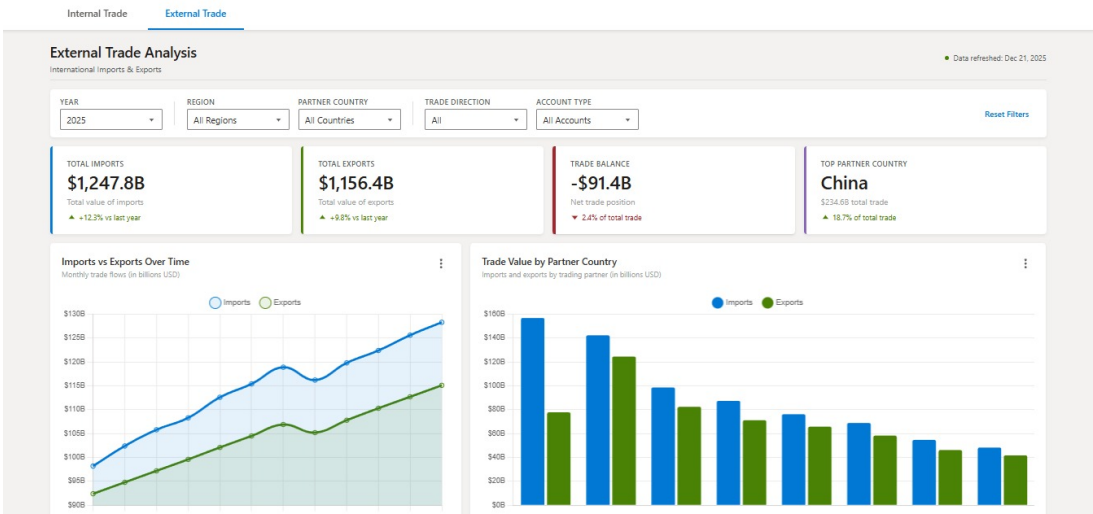 Internal Trade
External Trade
External Trade Analysis
International Imports & Exports
Data refreshed: Dec 21, 2025
YEAR
2025
REGION
All Regions
PARTNER COUNTRY
All Countries
TRADE DIRECTION
All
ACCOUNT TYPE
All Accounts
Reset Filters
TOTAL IMPORTS
$1,247.8B
Total value of imports
+12.3% vs last year
TOTAL EXPORTS
$1,156.4B
Total value of exports
+9.8% vs last year
TRADE BALANCE
-$91.4B
Net trade position
2.4% of total trade
TOP PARTNER COUNTRY
China
$234.6B total trade
18.7% of total trade
Imports vs Exports Over Time
Monthly trade flows (in billions USD)
Imports
Exports
$130B
$125B
$120B
$115B
$110B
$105B
$100B
$95B
$90B
Trade Value by Partner Country
Imports and exports by trading partner (in billions USD)
Imports
Exports
$160B
$140B
$120B
$100B
$80B
$60B
$40B
$20B
$0B